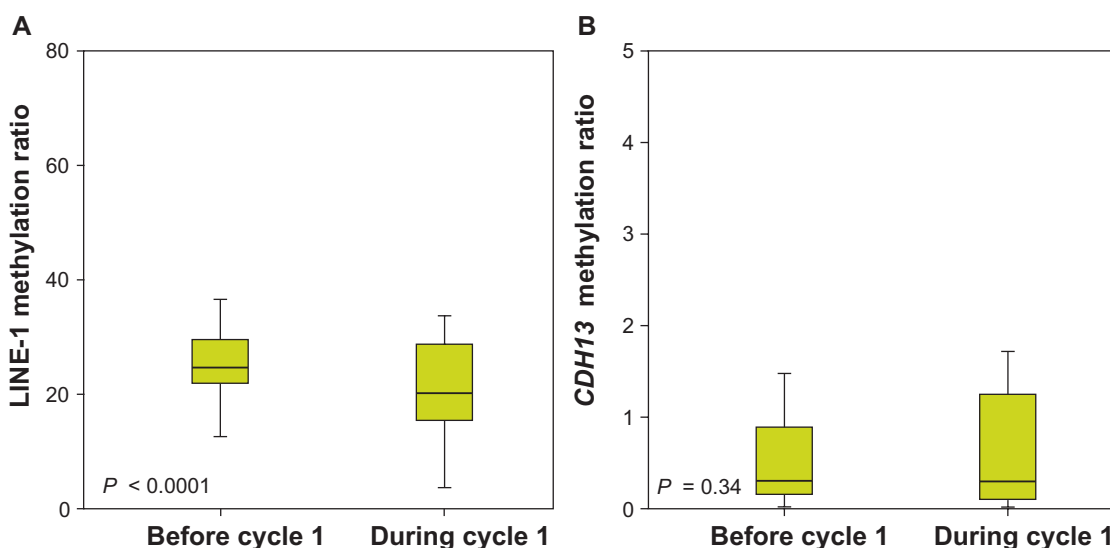 A
LINE-1 methylation ratio
80
60
40
20
0
P < 0.0001
Before cycle 1 During cycle 1
B
CDH13 methylation ratio
5
4
3
2
1
0
P = 0.34
Before cycle 1 During cycle 1